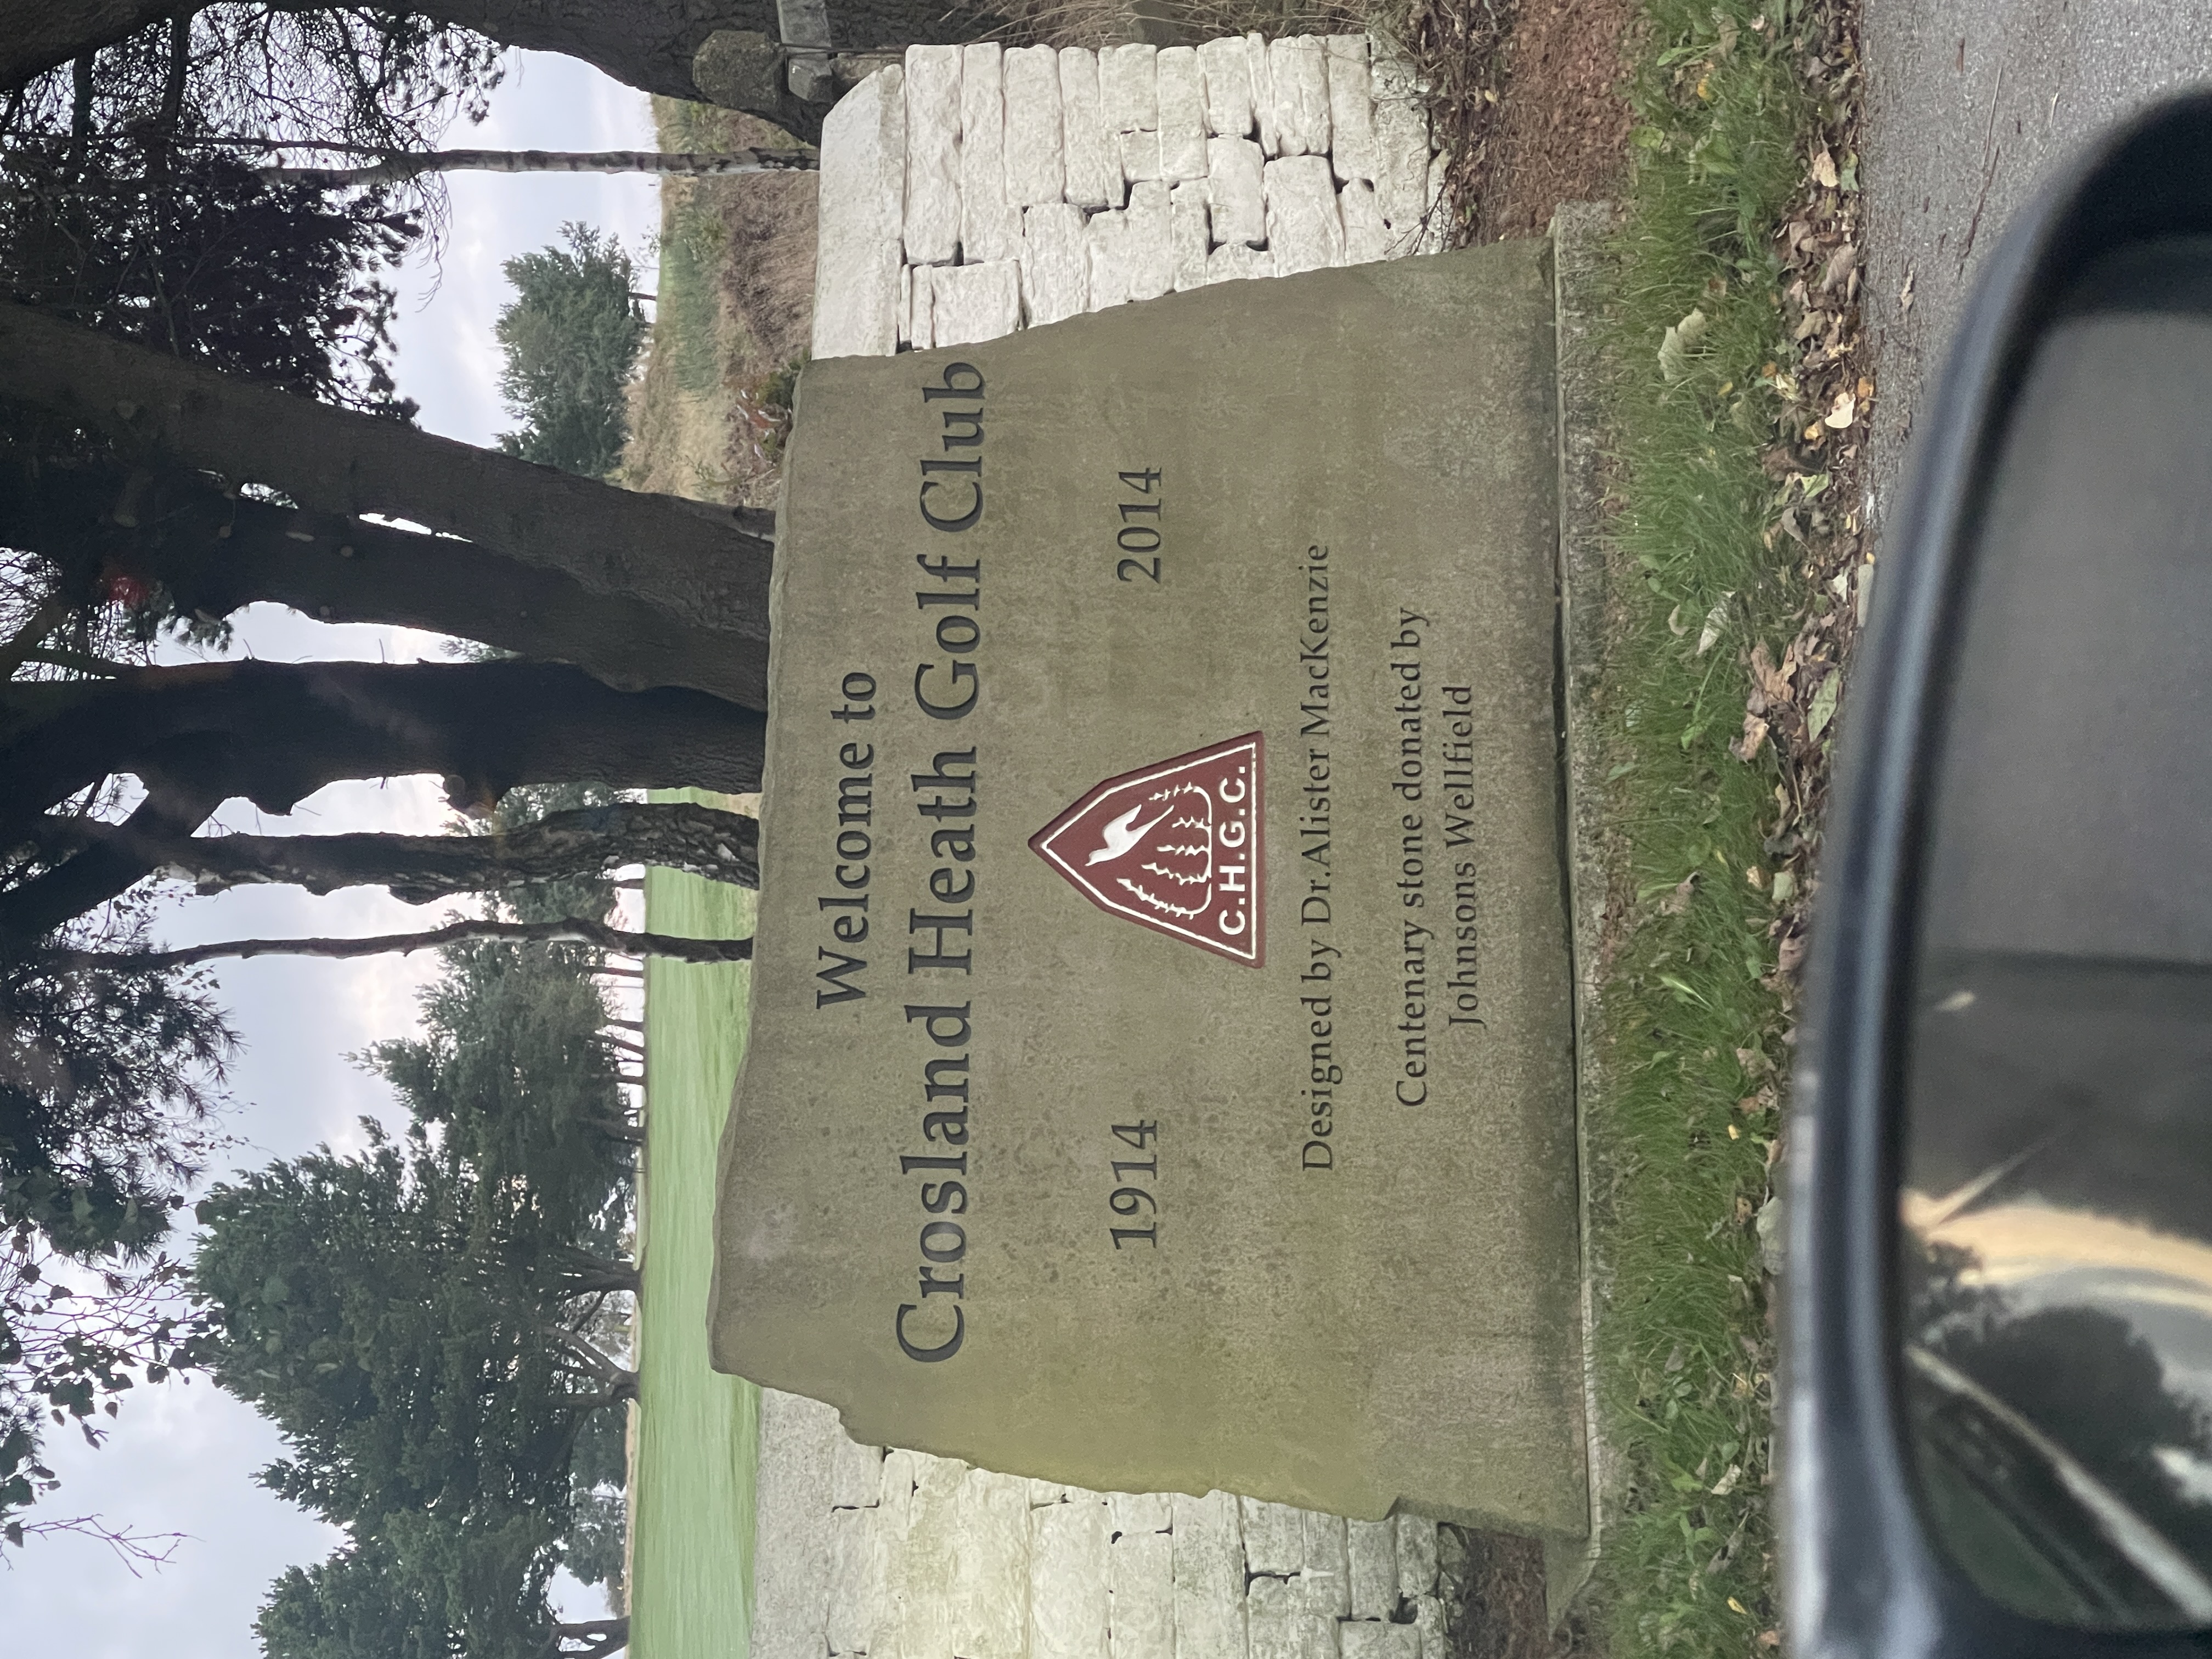 Welcome to
Crosland Heath Golf Club
1914 2014
C.H.G.C.
Designed by Dr.Alister MacKenzie
Centenary stone donated by
Johnsons Wellfield